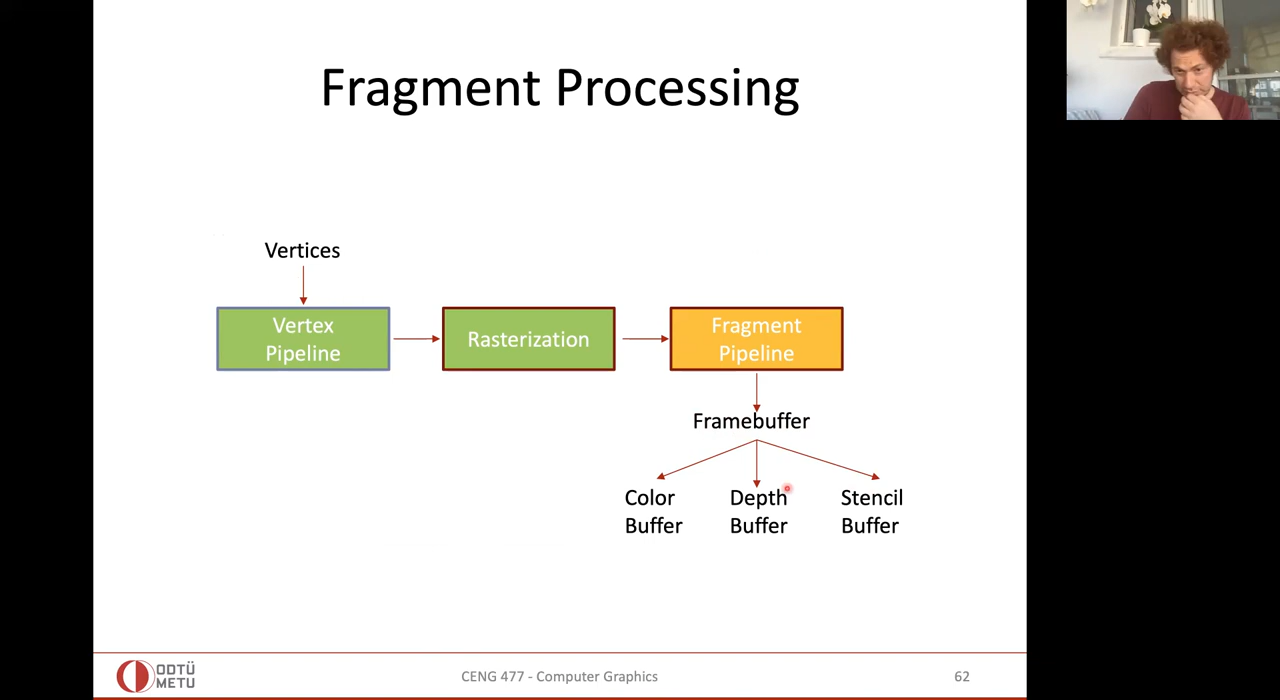 Fragment Processing
Vertices
Vertex
Pipeline
Rasterization
Fragment
Pipeline
Framebuffer
Color
Buffer
Depth
Buffer
Stencil
Buffer
ODTÜ
METU
CENG 477 - Computer Graphics
62